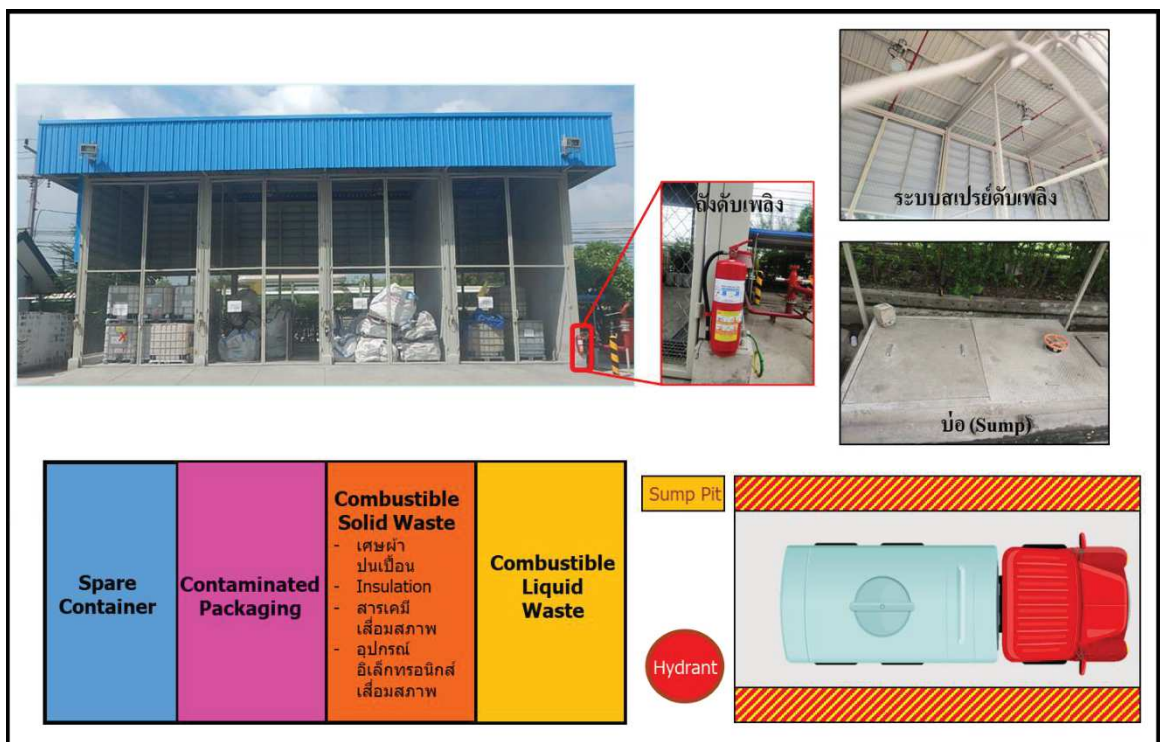 ถังดับเพลิง
ระบบสเปรย์ดับเพลิง
บ่อ (Sump)
Spare
Container
Contaminated
Packaging
Combustible
Solid Waste
- เศษผ้า
ปนเปื้อน
- Insulation
- สารเคมี
เสื่อมสภาพ
- อุปกรณ์
อิเล็กทรอนิกส์
เสื่อมสภาพ
Combustible
Liquid
Waste
Sump Pit
Hydrant